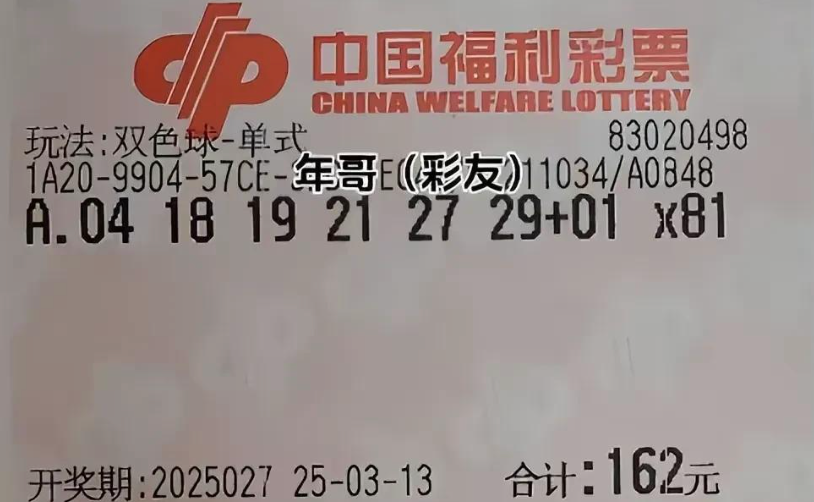 中国福利彩票
CHINA WELFARE LOTTERY
玩法:双色球-单式 83020498
1A20-9904-57CE- 年哥（彩友） 11034/A0848
A.04 18 19 21 27 29+01 x81
开奖期:2025027 25-03-13 合计:162元